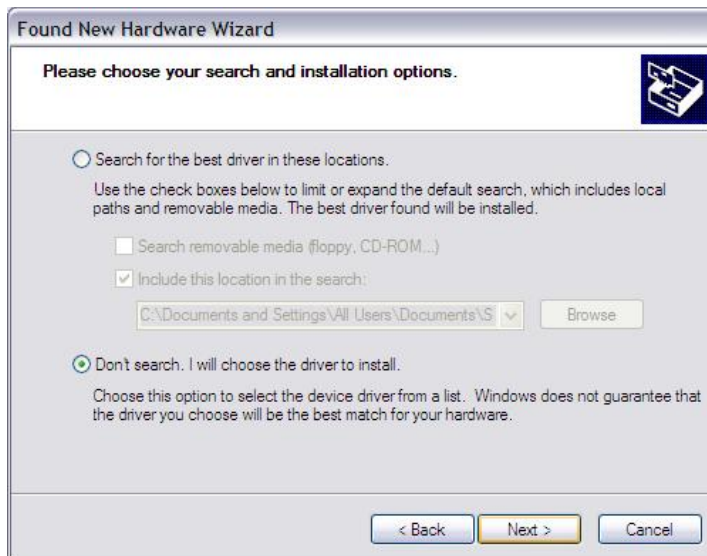 Found New Hardware Wizard
Please choose your search and installation options.
Search for the best driver in these locations.
Use the check boxes below to limit or expand the default search, which includes local
paths and removable media. The best driver found will be installed.
Search removable media (floppy, CD-ROM...)
Include this location in the search:
C:\Documents and Settings\All Users\Documents\S
Browse
Don't search. I will choose the driver to install.
Choose this option to select the device driver from a list. Windows does not guarantee that
the driver you choose will be the best match for your hardware.
< Back Next > Cancel